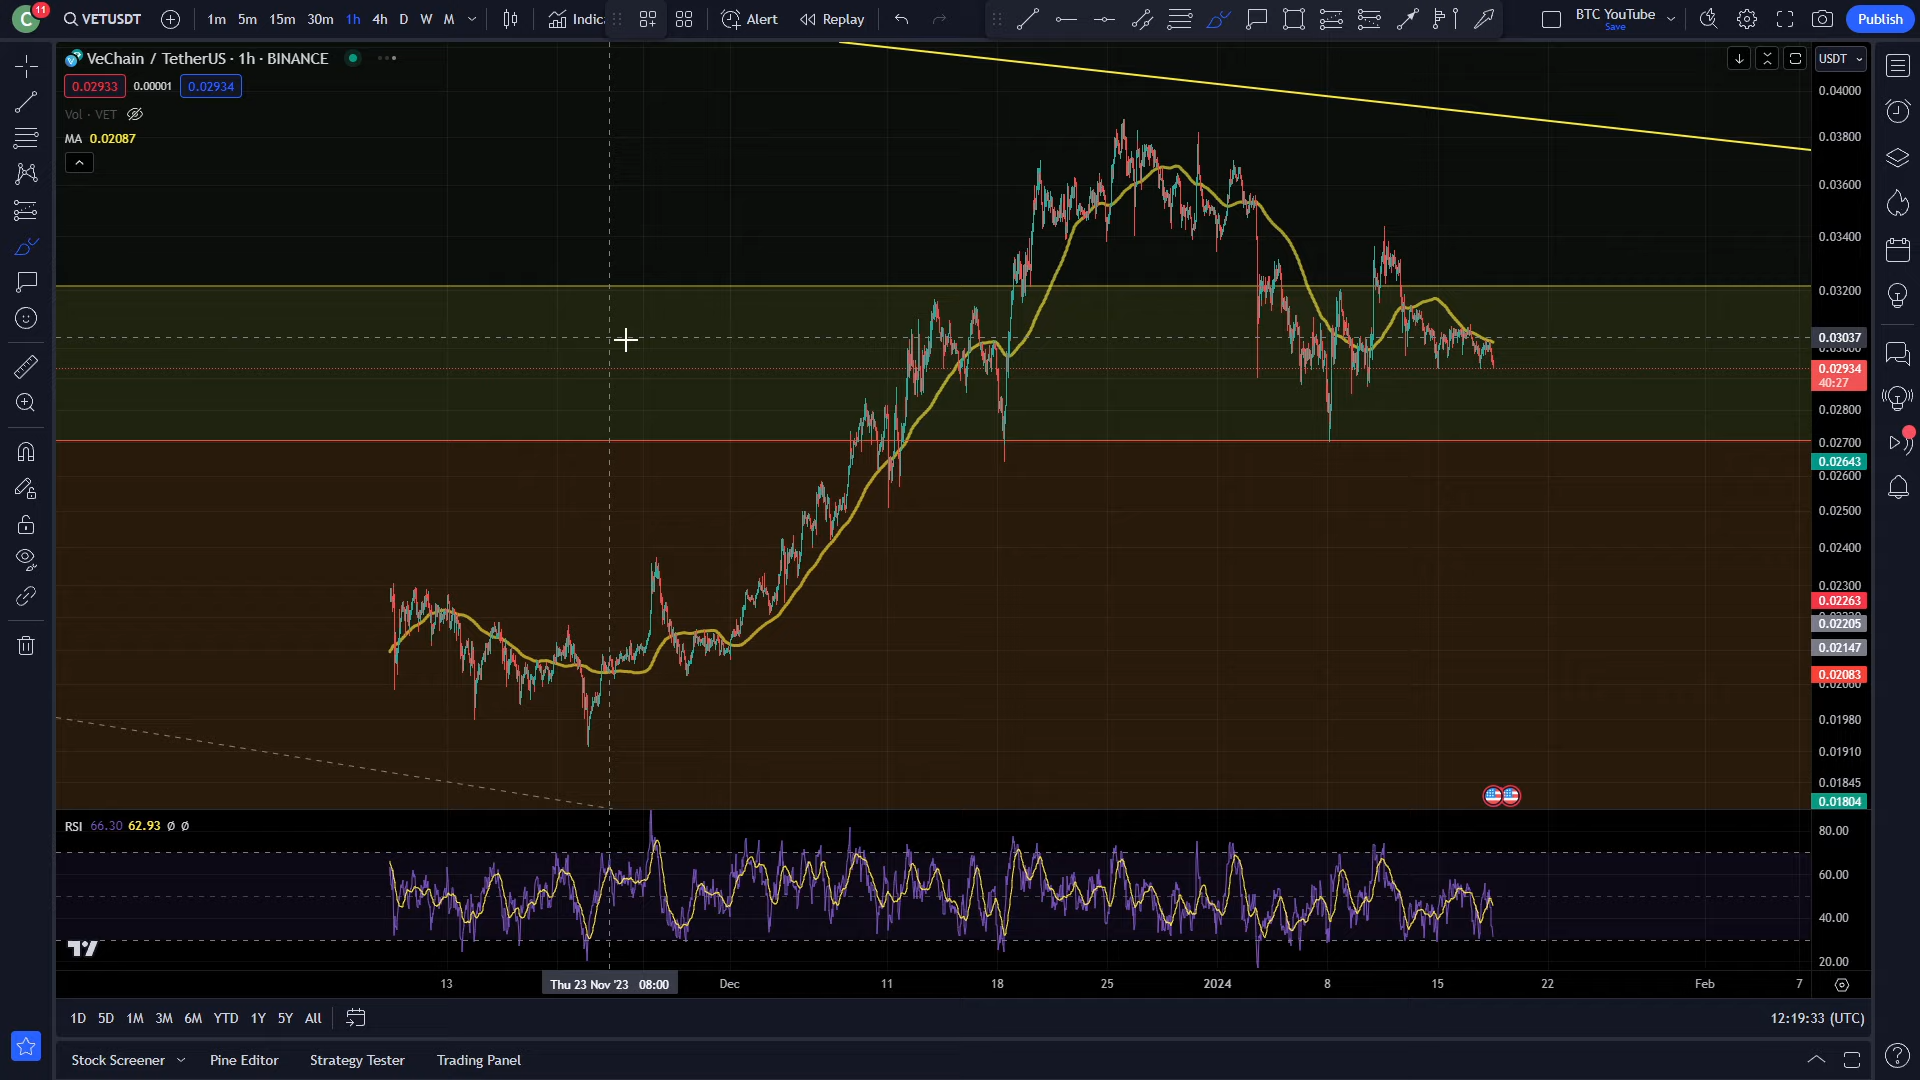 C 11 VETUSDT 1m 5m 15m 30m 1h 4h D W M Indic Alert Replay BTC YouTube Save Publish
VeChain / TetherUS · 1h · BINANCE
USDT
0.02933 0.00001 0.02934
Vol · VET
MA 0.02087
0.04000
0.03800
0.03600
0.03400
0.03200
0.03037
0.02934
40:27
0.02800
0.02700
0.02643
0.02600
0.02500
0.02400
0.02300
0.02263
0.02205
0.02147
0.02083
0.01980
0.01910
0.01845
0.01804
RSI 66.30 62.93 Ø Ø
80.00
60.00
40.00
20.00
13 Thu 23 Nov '23 08:00 Dec 11 18 25 2024 8 15 22 Feb 7
1D 5D 1M 3M 6M YTD 1Y 5Y All 12:19:33 (UTC)
Stock Screener Pine Editor Strategy Tester Trading Panel